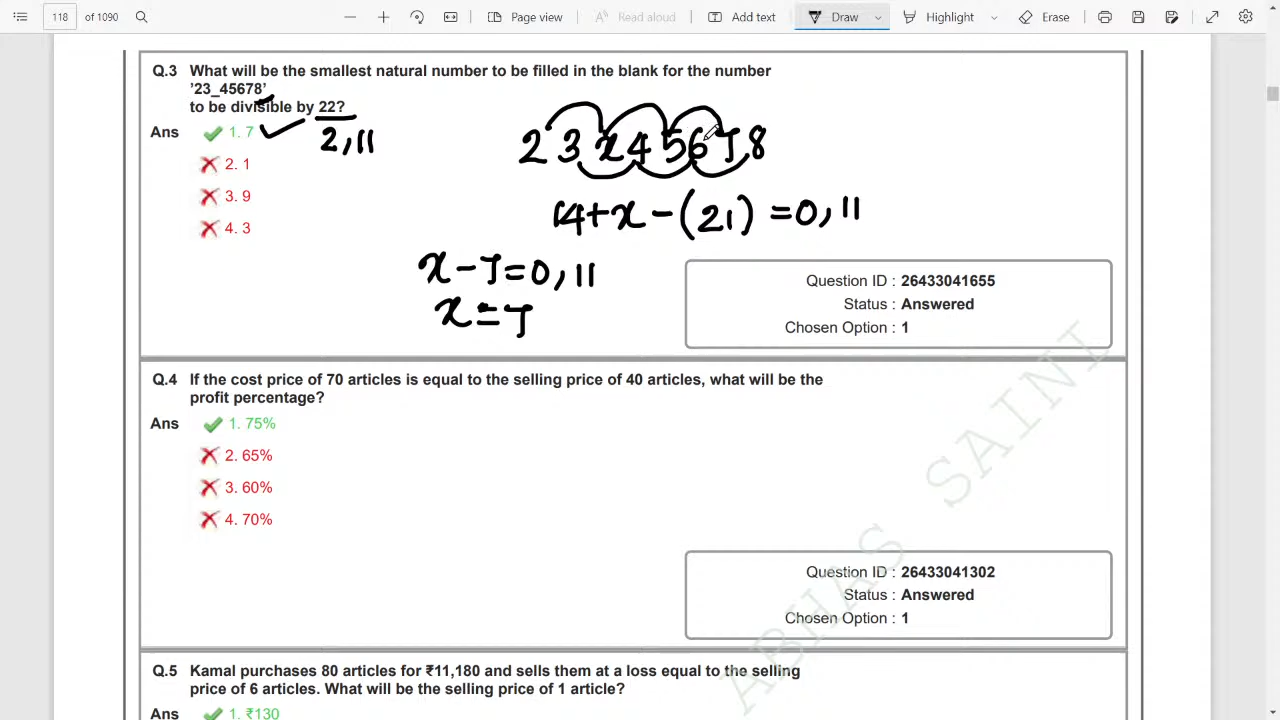 118 of 1090
Page view
Read aloud
Add text
Draw
Highlight
Erase
Q.3 What will be the smallest natural number to be filled in the blank for the number
'23_45678'
to be divisible by 22?
Ans 1. 7
2. 1
3. 9
4. 3
2, 11
2 3 x 4 5 6 7 8
14 + x - (21) = 0, 11
x - 7 = 0, 11
x = 7
Question ID : 26433041655
Status : Answered
Chosen Option : 1
Q.4 If the cost price of 70 articles is equal to the selling price of 40 articles, what will be the
profit percentage?
Ans 1. 75%
2. 65%
3. 60%
4. 70%
Question ID : 26433041302
Status : Answered
Chosen Option : 1
ABHAS SAINI
Q.5 Kamal purchases 80 articles for ₹11,180 and sells them at a loss equal to the selling
price of 6 articles. What will be the selling price of 1 article?
Ans 1. ₹130